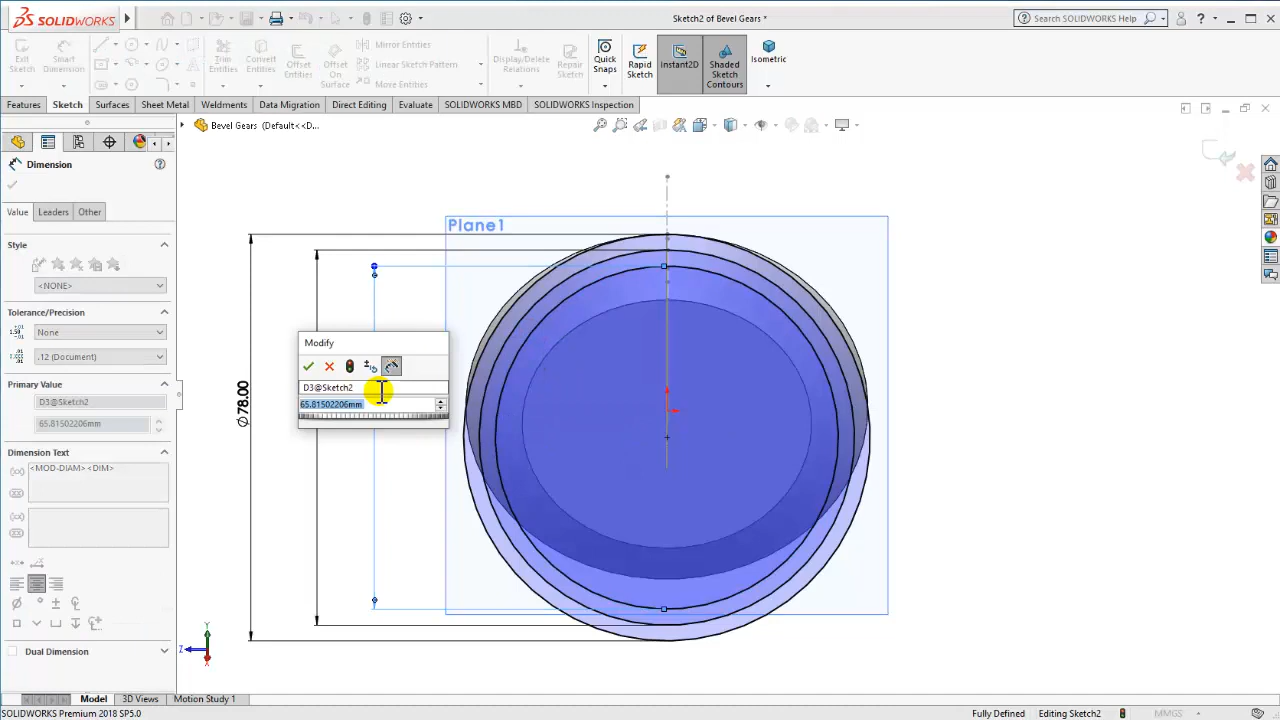 SOLIDWORKS
Sketch2 of Bevel Gears *
Search SOLIDWORKS Help
Exit Sketch
Smart Dimension
Trim Entities
Convert Entities
Offset Entities
Offset On Surface
Mirror Entities
Linear Sketch Pattern
Move Entities
Display/Delete Relations
Repair Sketch
Quick Snaps
Rapid Sketch
Instant2D
Shaded Sketch Contours
Isometric
Features
Sketch
Surfaces
Sheet Metal
Weldments
Data Migration
Direct Editing
Evaluate
SOLIDWORKS MBD
SOLIDWORKS Inspection
Bevel Gears (Default<<D...
Dimension
Value
Leaders
Other
Style
<NONE>
Tolerance/Precision
None
.12 (Document)
Primary Value
D3@Sketch2
65.81502206mm
Dimension Text
<MOD-DIAM><DIM>
Dual Dimension
Plane1
Modify
D3@Sketch2
65.81502206mm
Ø78.00
Y
Z
X
Model
3D Views
Motion Study 1
SOLIDWORKS Premium 2018 SP5.0
Fully Defined
Editing Sketch2
MMGS